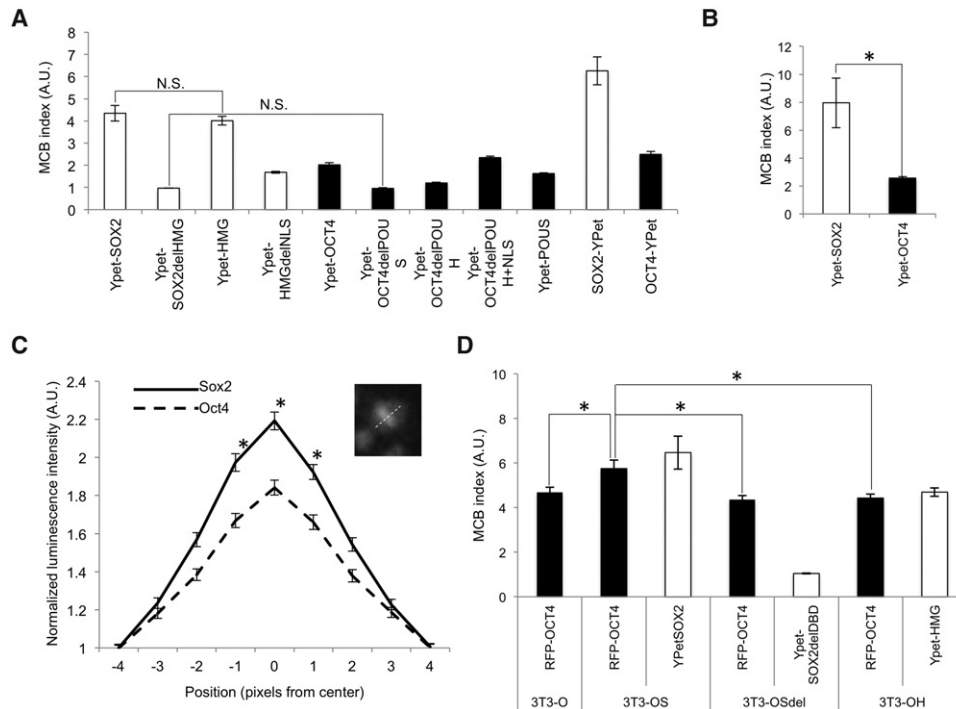 A
MCB index (A.U.)
8
7
6
5
4
3
2
1
0
N.S.
N.S.
Ypet-SOX2
Ypet-
SOX2delHMG
Ypet-HMG
Ypet-
HMGdelNLS
Ypet-OCT4
Ypet-
OCT4delPOU
S
Ypet-
OCT4delPOU
H
Ypet-
OCT4delPOU
H+NLS
Ypet-POUS
SOX2-YPet
OCT4-YPet
B
MCB index (A.U.)
12
10
8
6
4
2
0
*
Ypet-SOX2
Ypet-OCT4
C
Normalized luminescence intensity (A.U.)
2.4
2.2
2
1.8
1.6
1.4
1.2
1
Sox2
Oct4
*
*
*
-4 -3 -2 -1 0 1 2 3 4
Position (pixels from center)
D
MCB index (A.U.)
10
8
6
4
2
0
*
*
*
RFP-OCT4
RFP-OCT4
YPetSOX2
RFP-OCT4
Ypet-
SOX2delDBD
RFP-OCT4
Ypet-HMG
3T3-O 3T3-OS 3T3-OSdel 3T3-OH